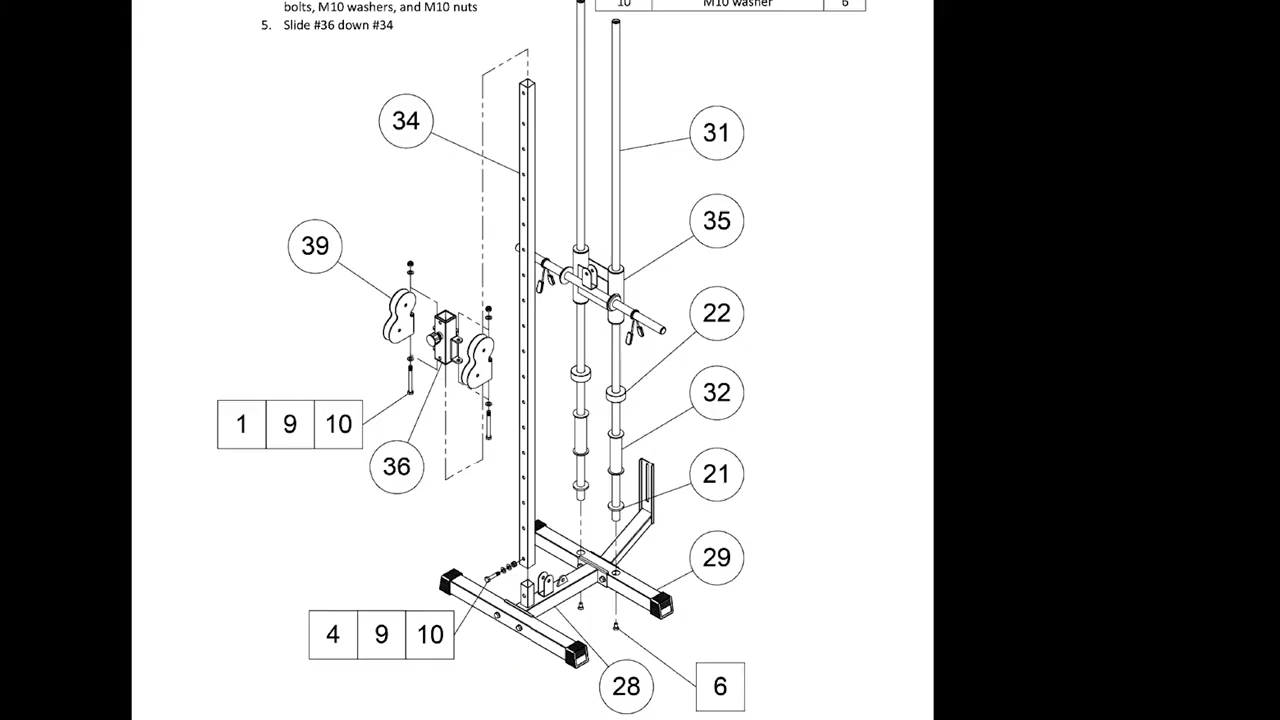 bolts, M10 washers, and M10 nuts
5. Slide #36 down #34
10 M10 washer 6
34
31
35
39
22
32
1 9 10
36
21
29
4 9 10
28
6